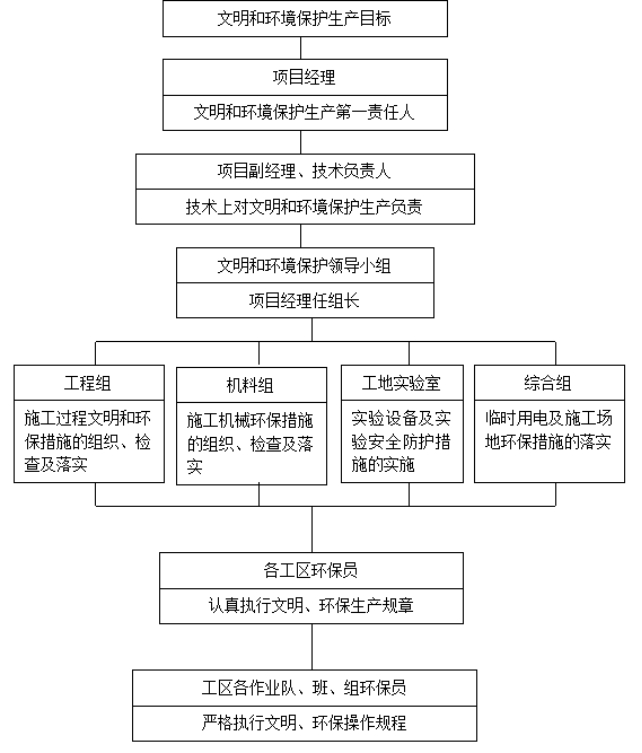 文明和环境保护生产目标
项目经理
文明和环境保护生产第一责任人
项目副经理、技术负责人
技术上对文明和环境保护生产负责
文明和环境保护领导小组
项目经理任组长
工程组
施工过程文明和环
保措施的组织、检
查及落实
机料组
施工机械环保措施
的组织、检查及落
实
工地实验室
实验设备及实
验安全防护措
施的实施
综合组
临时用电及施工场
地环保措施的落实
各工区环保员
认真执行文明、环保生产规章
工区各作业队、班、组环保员
严格执行文明、环保操作规程